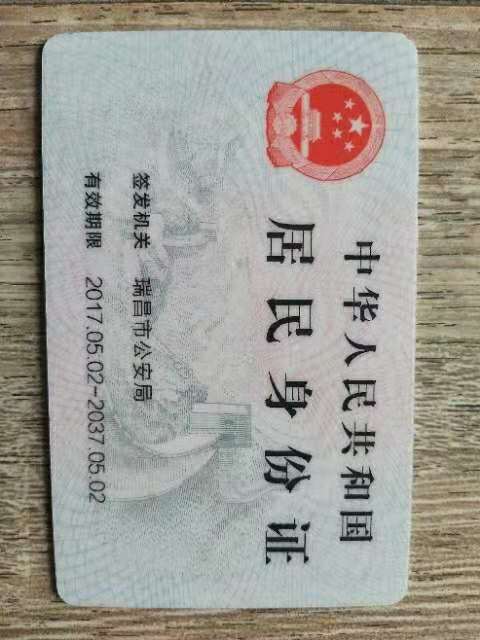 中华人民共和国
居民身份证
签发机关 瑞昌市公安局
有效期限 2017.05.02-2037.05.02